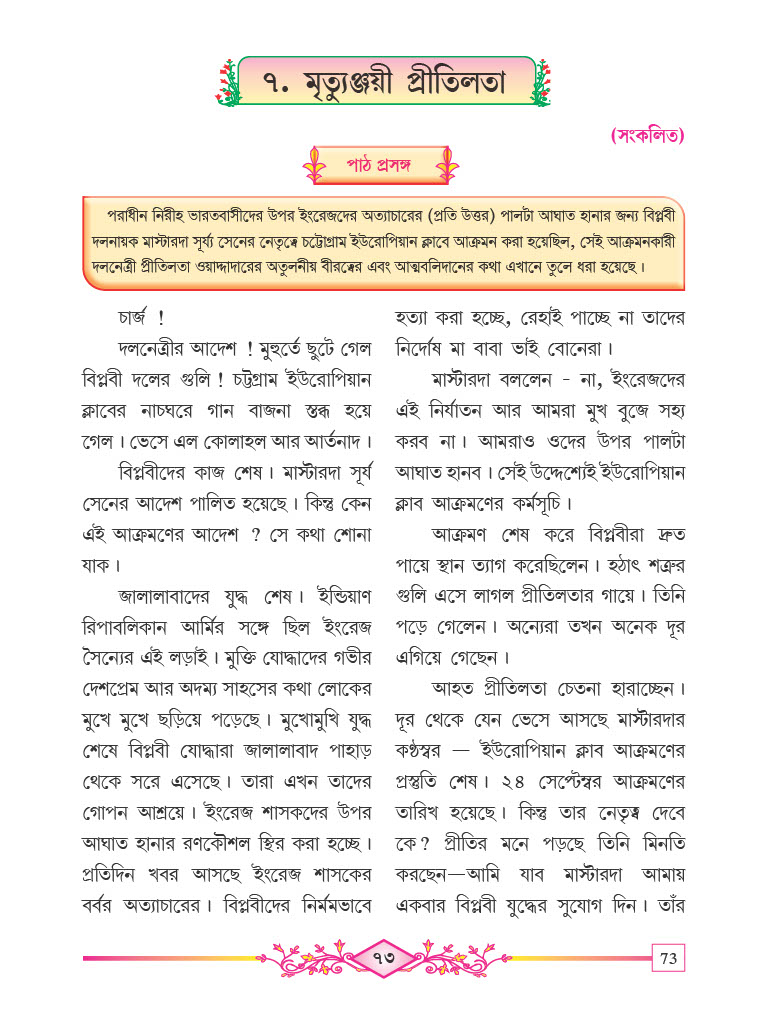 ৭. মৃত্যুঞ্জয়ী প্রীতিলতা
(সংকলিত)
পাঠ প্রসঙ্গ
পরাধীন নিরীহ ভারতবাসীদের উপর ইংরেজদের অত্যাচারের (প্রতি উত্তর) পালটা আঘাত হানার জন্য বিপ্লবী
দলনায়ক মাস্টারদা সূর্য্য সেনের নেতৃত্বে চট্টোগ্রাম ইউরোপিয়ান ক্লাবে আক্রমন করা হয়েছিল, সেই আক্রমনকারী
দলনেত্রী প্রীতিলতা ওয়াদ্দাদারের অতুলনীয় বীরত্বের এবং আত্মবলিদানের কথা এখানে তুলে ধরা হয়েছে।
চার্জ !
দলনেত্রীর আদেশ ! মুহুর্তে ছুটে গেল
বিপ্লবী দলের গুলি ! চট্টগ্রাম ইউরোপিয়ান
ক্লাবের নাচঘরে গান বাজনা স্তব্ধ হয়ে
গেল। ভেসে এল কোলাহল আর আর্তনাদ।
বিপ্লবীদের কাজ শেষ। মাস্টারদা সূর্য
সেনের আদেশ পালিত হয়েছে। কিন্তু কেন
এই আক্রমণের আদেশ ? সে কথা শোনা
যাক।
জালালাবাদের যুদ্ধ শেষ। ইন্ডিয়াণ
রিপাবলিকান আর্মির সঙ্গে ছিল ইংরেজ
সৈন্যের এই লড়াই। মুক্তি যোদ্ধাদের গভীর
দেশপ্রেম আর অদম্য সাহসের কথা লোকের
মুখে মুখে ছড়িয়ে পড়েছে। মুখোমুখি যুদ্ধ
শেষে বিপ্লবী যোদ্ধারা জালালাবাদ পাহাড়
থেকে সরে এসেছে। তারা এখন তাদের
গোপন আশ্রয়ে। ইংরেজ শাসকদের উপর
আঘাত হানার রণকৌশল স্থির করা হচ্ছে।
প্রতিদিন খবর আসছে ইংরেজ শাসকের
বর্বর অত্যাচারের। বিপ্লবীদের নির্মমভাবে
হত্যা করা হচ্ছে, রেহাই পাচ্ছে না তাদের
নির্দোষ মা বাবা ভাই বোনেরা।
মাস্টারদা বললেন - না, ইংরেজদের
এই নির্যাতন আর আমরা মুখ বুজে সহ্য
করব না। আমরাও ওদের উপর পালটা
আঘাত হানব। সেই উদ্দেশ্যেই ইউরোপিয়ান
ক্লাব আক্রমণের কর্মসূচি।
আক্রমণ শেষ করে বিপ্লবীরা দ্রুত
পায়ে স্থান ত্যাগ করেছিলেন। হঠাৎ শত্রুর
গুলি এসে লাগল প্রীতিলতার গায়ে। তিনি
পড়ে গেলেন। অন্যেরা তখন অনেক দূর
এগিয়ে গেছেন।
আহত প্রীতিলতা চেতনা হারাচ্ছেন।
দূর থেকে যেন ভেসে আসছে মাস্টারদার
কণ্ঠস্বর — ইউরোপিয়ান ক্লাব আক্রমণের
প্রস্তুতি শেষ। ২৪ সেপ্টেম্বর আক্রমণের
তারিখ হয়েছে। কিন্তু তার নেতৃত্ব দেবে
কে? প্রীতির মনে পড়ছে তিনি মিনতি
করছেন—আমি যাব মাস্টারদা আমায়
একবার বিপ্লবী যুদ্ধের সুযোগ দিন। তাঁর
৭৩
73